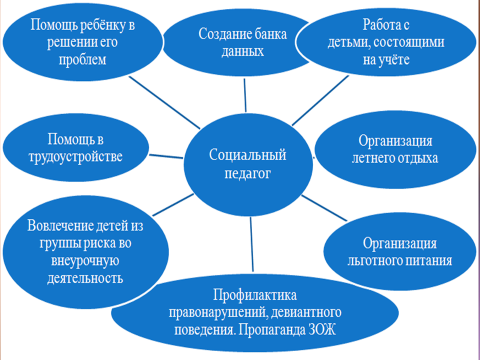 Помощь ребёнку в
решении его
проблем
Создание банка
данных
Работа с
детьми, состоящими
на учёте
Помощь в
трудоустройстве
Социальный
педагог
Организация
летнего отдыха
Вовлечение детей из
группы риска во
внеурочную
деятельность
Организация
льготного питания
Профилактика
правонарушений, девиантного
поведения. Пропаганда ЗОЖ